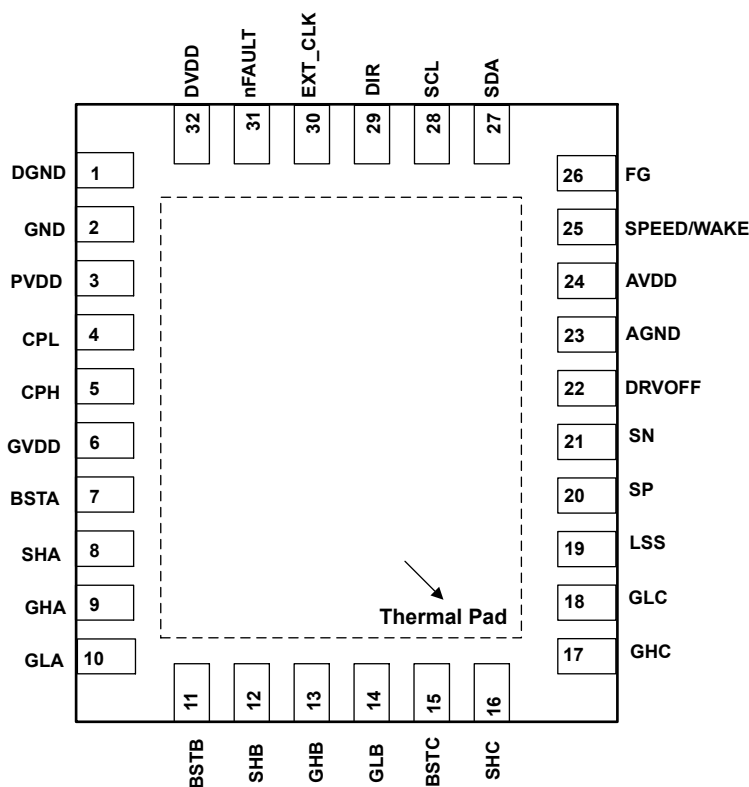 DVDD
nFAULT
EXT_CLK
DIR
SCL
SDA
32
31
30
29
28
27
DGND 1
GND 2
PVDD 3
CPL 4
CPH 5
GVDD 6
BSTA 7
SHA 8
GHA 9
GLA 10
26 FG
25 SPEED/WAKE
24 AVDD
23 AGND
22 DRVOFF
21 SN
20 SP
19 LSS
18 GLC
17 GHC
Thermal Pad
11
12
13
14
15
16
BSTB
SHB
GHB
GLB
BSTC
SHC